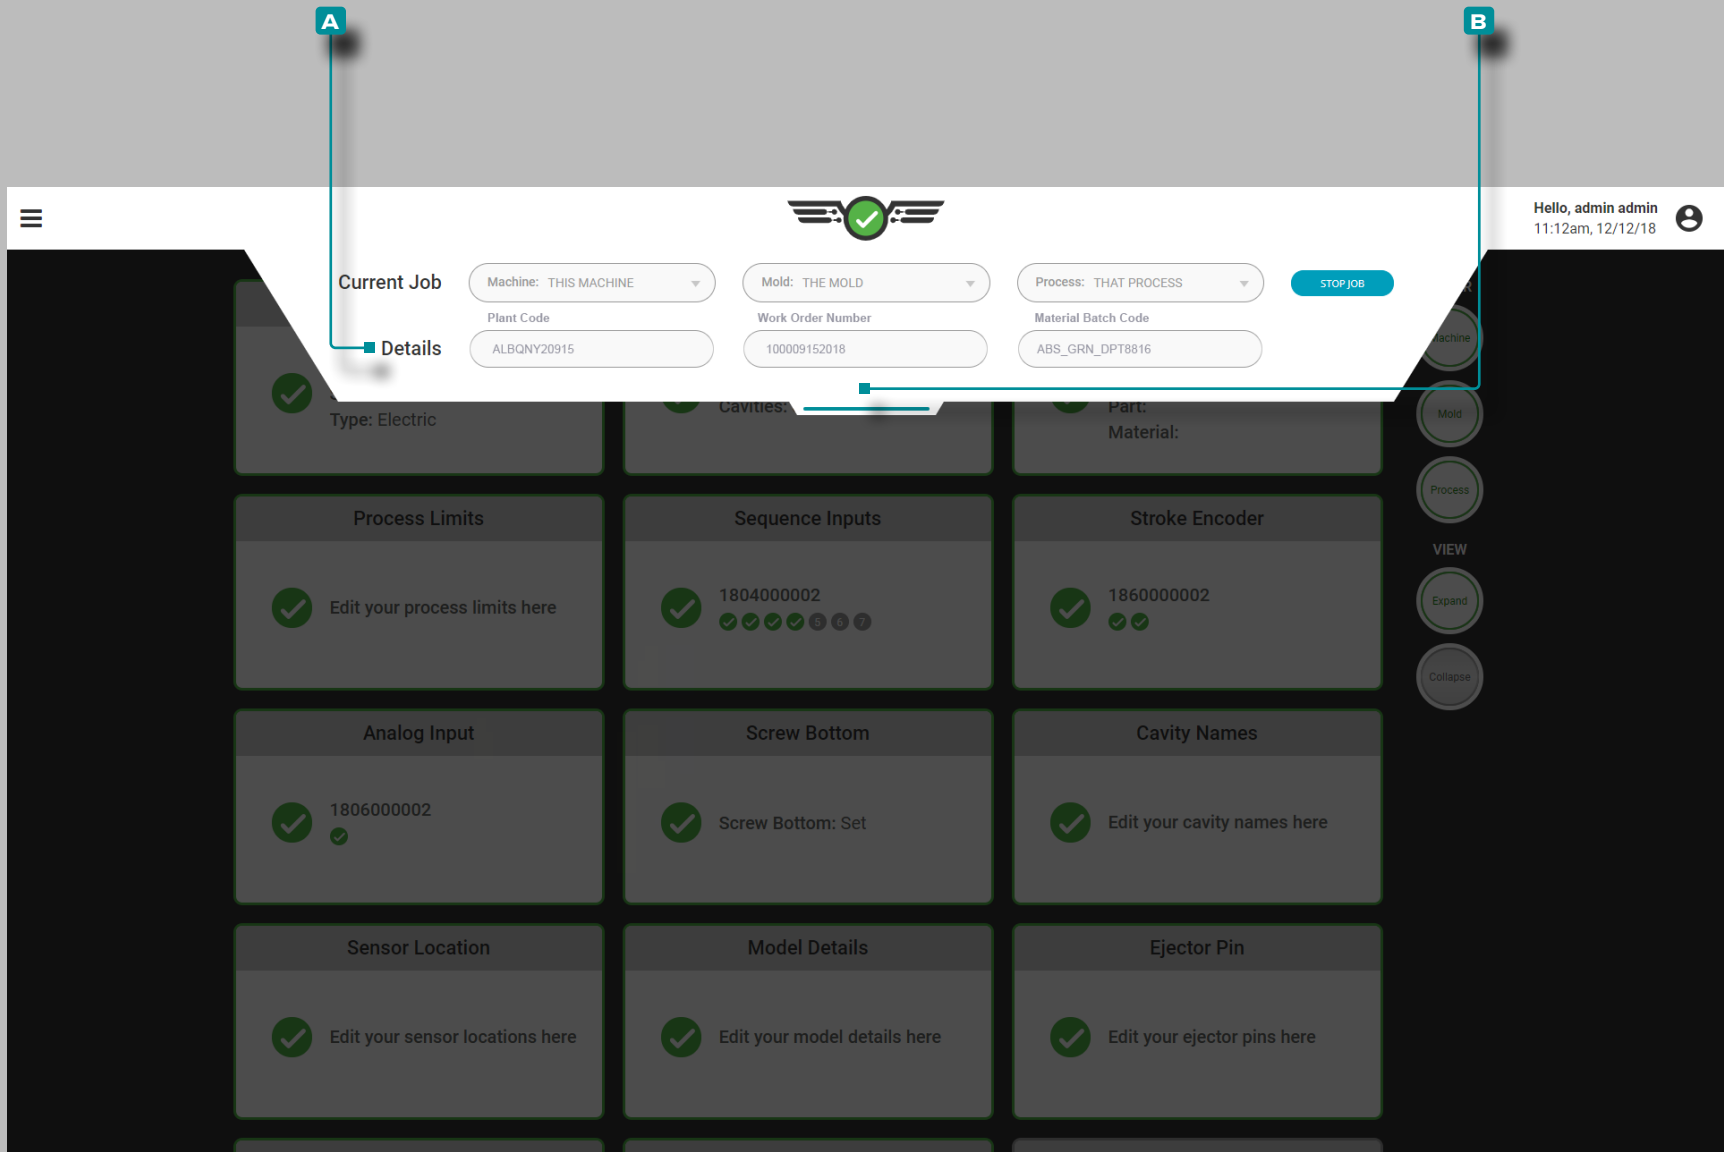 A
B
Hello, admin admin
11:12am, 12/12/18
Current Job
Machine: THIS MACHINE
Mold: THE MOLD
Process: THAT PROCESS
STOP JOB
Plant Code
Work Order Number
Material Batch Code
Details
ALBQNY20915
100009152018
ABS_GRN_DPT8816
Type: Electric
Cavities:
Part:
Material:
Machine
Mold
Process
VIEW
Expand
Collapse
Process Limits
Edit your process limits here
Sequence Inputs
1804000002
5 6 7
Stroke Encoder
1860000002
Analog Input
1806000002
Screw Bottom
Screw Bottom: Set
Cavity Names
Edit your cavity names here
Sensor Location
Edit your sensor locations here
Model Details
Edit your model details here
Ejector Pin
Edit your ejector pins here